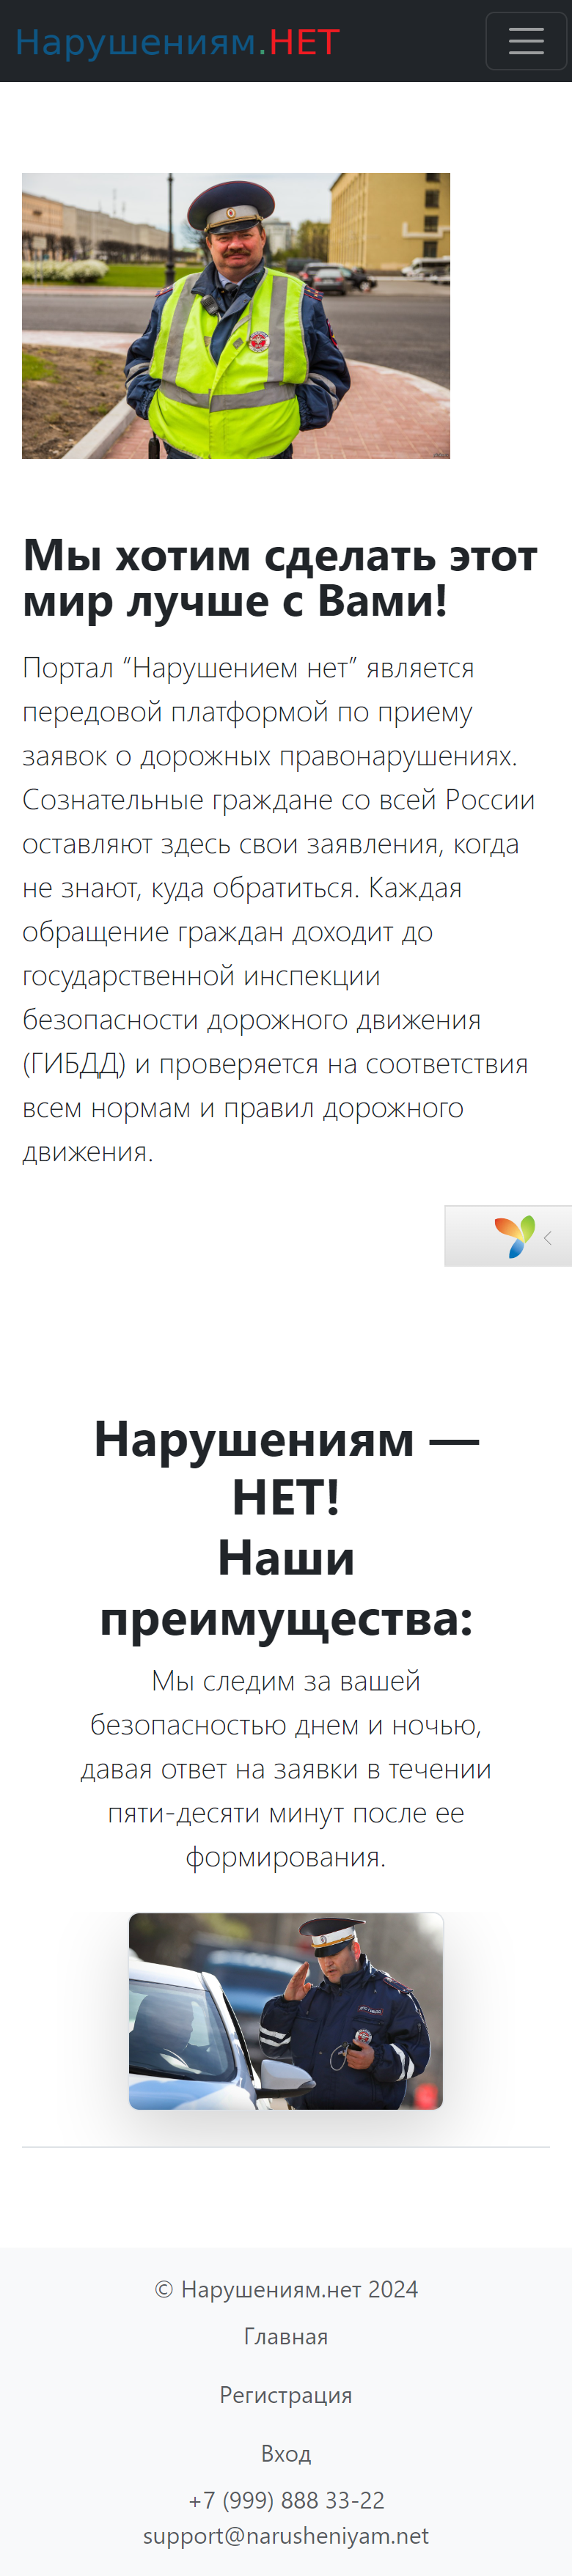 Нарушениям.НЕТ
Мы хотим сделать этот
мир лучше с Вами!
Портал “Нарушением нет” является
передовой платформой по приему
заявок о дорожных правонарушениях.
Сознательные граждане со всей России
оставляют здесь свои заявления, когда
не знают, куда обратиться. Каждая
обращение граждан доходит до
государственной инспекции
безопасности дорожного движения
(ГИБДД) и проверяется на соответствия
всем нормам и правил дорожного
движения.
Нарушениям —
НЕТ!
Наши
преимущества:
Мы следим за вашей
безопасностью днем и ночью,
давая ответ на заявки в течении
пяти-десяти минут после ее
формирования.
© Нарушениям.нет 2024
Главная
Регистрация
Вход
+7 (999) 888 33-22
support@narusheniyam.net